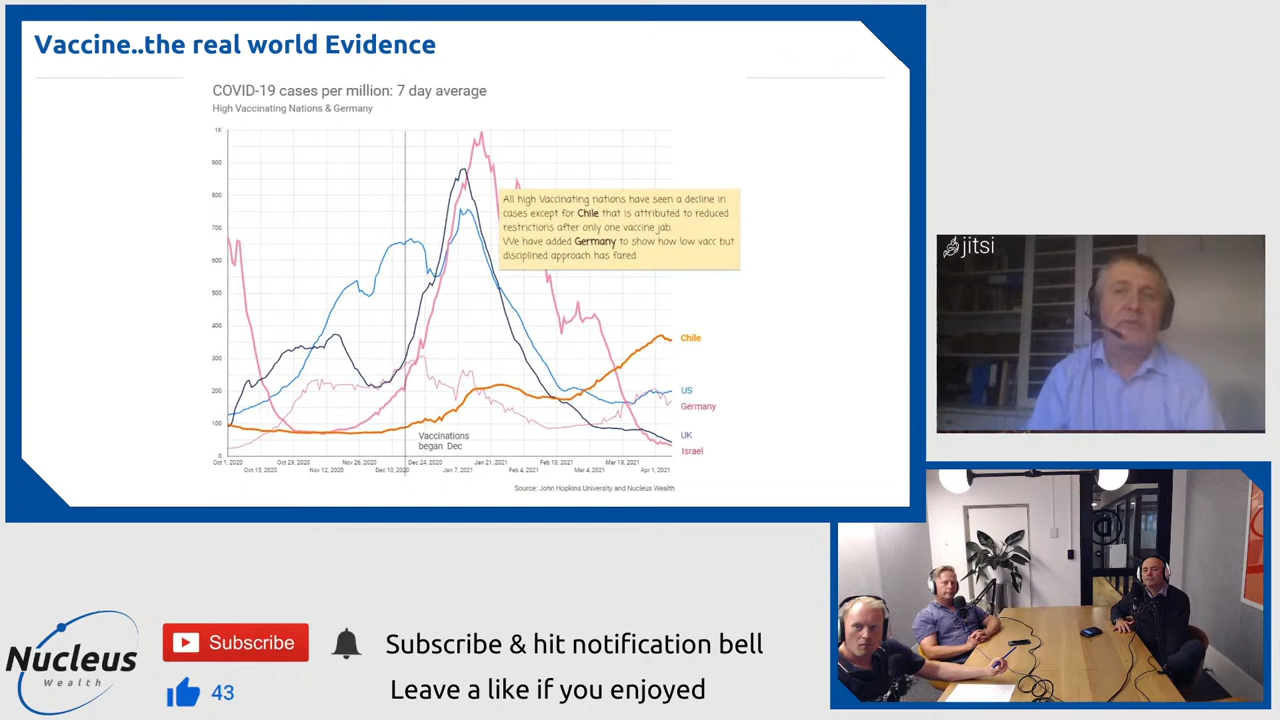 Vaccine..the real world Evidence
COVID-19 cases per million: 7 day average
High Vaccinating Nations & Germany
1K
900
800
700
600
500
400
300
200
100
0
All high Vaccinating nations have seen a decline in
cases except for Chile that is attributed to reduced
restrictions after only one vaccine jab.
We have added Germany to show how low vacc but
disciplined approach has fared
Chile
US
Germany
UK
Israel
Vaccinations
began Dec
Oct 1, 2020 Oct 29, 2020 Nov 26, 2020 Dec 24, 2020 Jan 21, 2021 Feb 18, 2021 Mar 18, 2021
Oct 15, 2020 Nov 12, 2020 Dec 10, 2020 Jan 7, 2021 Feb 4, 2021 Mar 4, 2021 Apr 1, 2021
Source: John Hopkins University and Nucleus Wealth
jitsi
Nucleus
Wealth
Subscribe
43
Subscribe & hit notification bell
Leave a like if you enjoyed